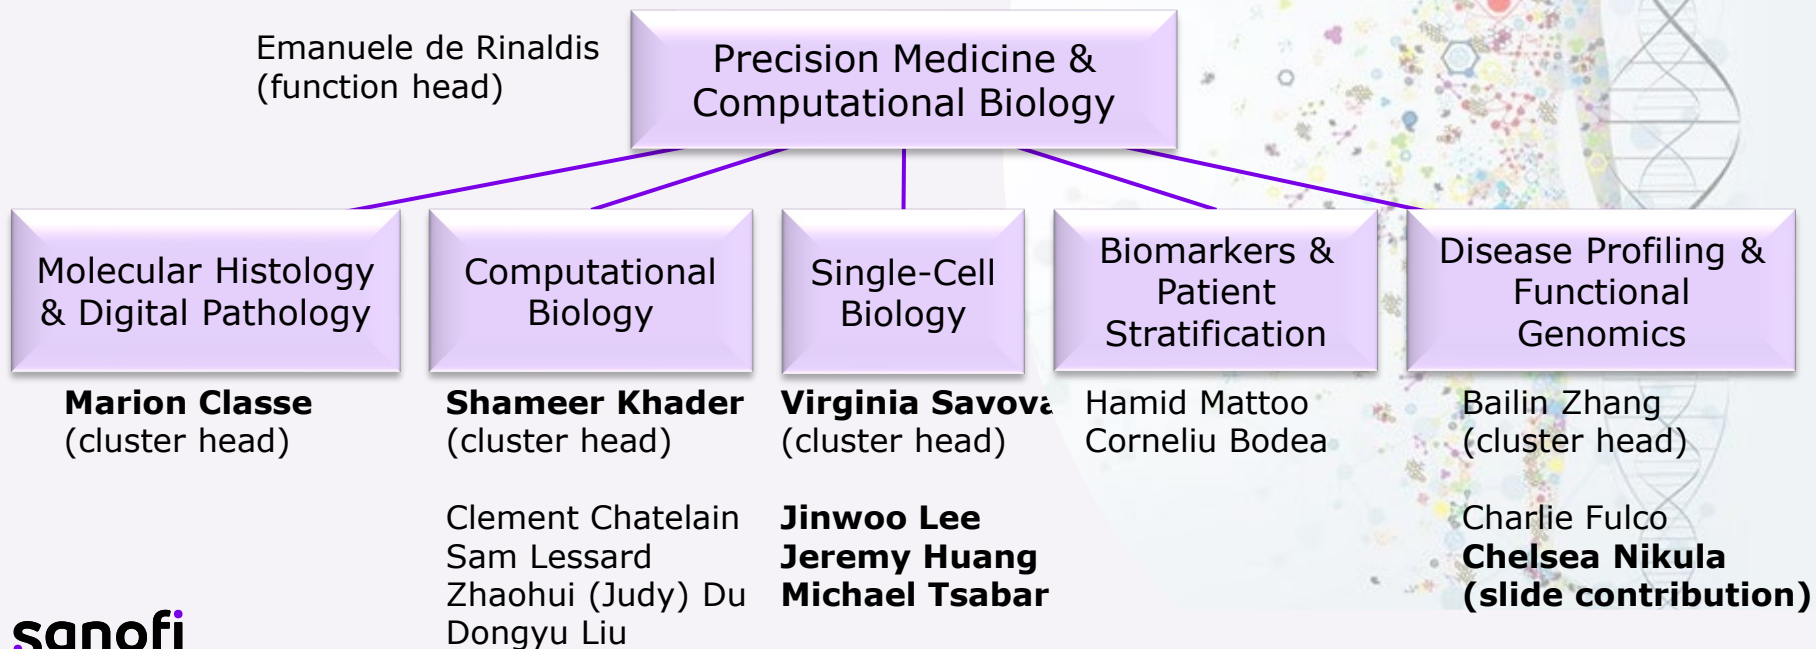 Emanuele de Rinaldis
(function head)
Precision Medicine &
Computational Biology
Molecular Histology
& Digital Pathology
Computational
Biology
Single-Cell
Biology
Biomarkers &
Patient
Stratification
Disease Profiling &
Functional
Genomics
Marion Classe
(cluster head)
Shameer Khader
(cluster head)
Clement Chatelain
Sam Lessard
Zhaohui (Judy) Du
Dongyu Liu
Virginia Savova
(cluster head)
Jinwoo Lee
Jeremy Huang
Michael Tsabar
Hamid Mattoo
Corneliu Bodea
Bailin Zhang
(cluster head)
Charlie Fulco
Chelsea Nikula
(slide contribution)
sanofi